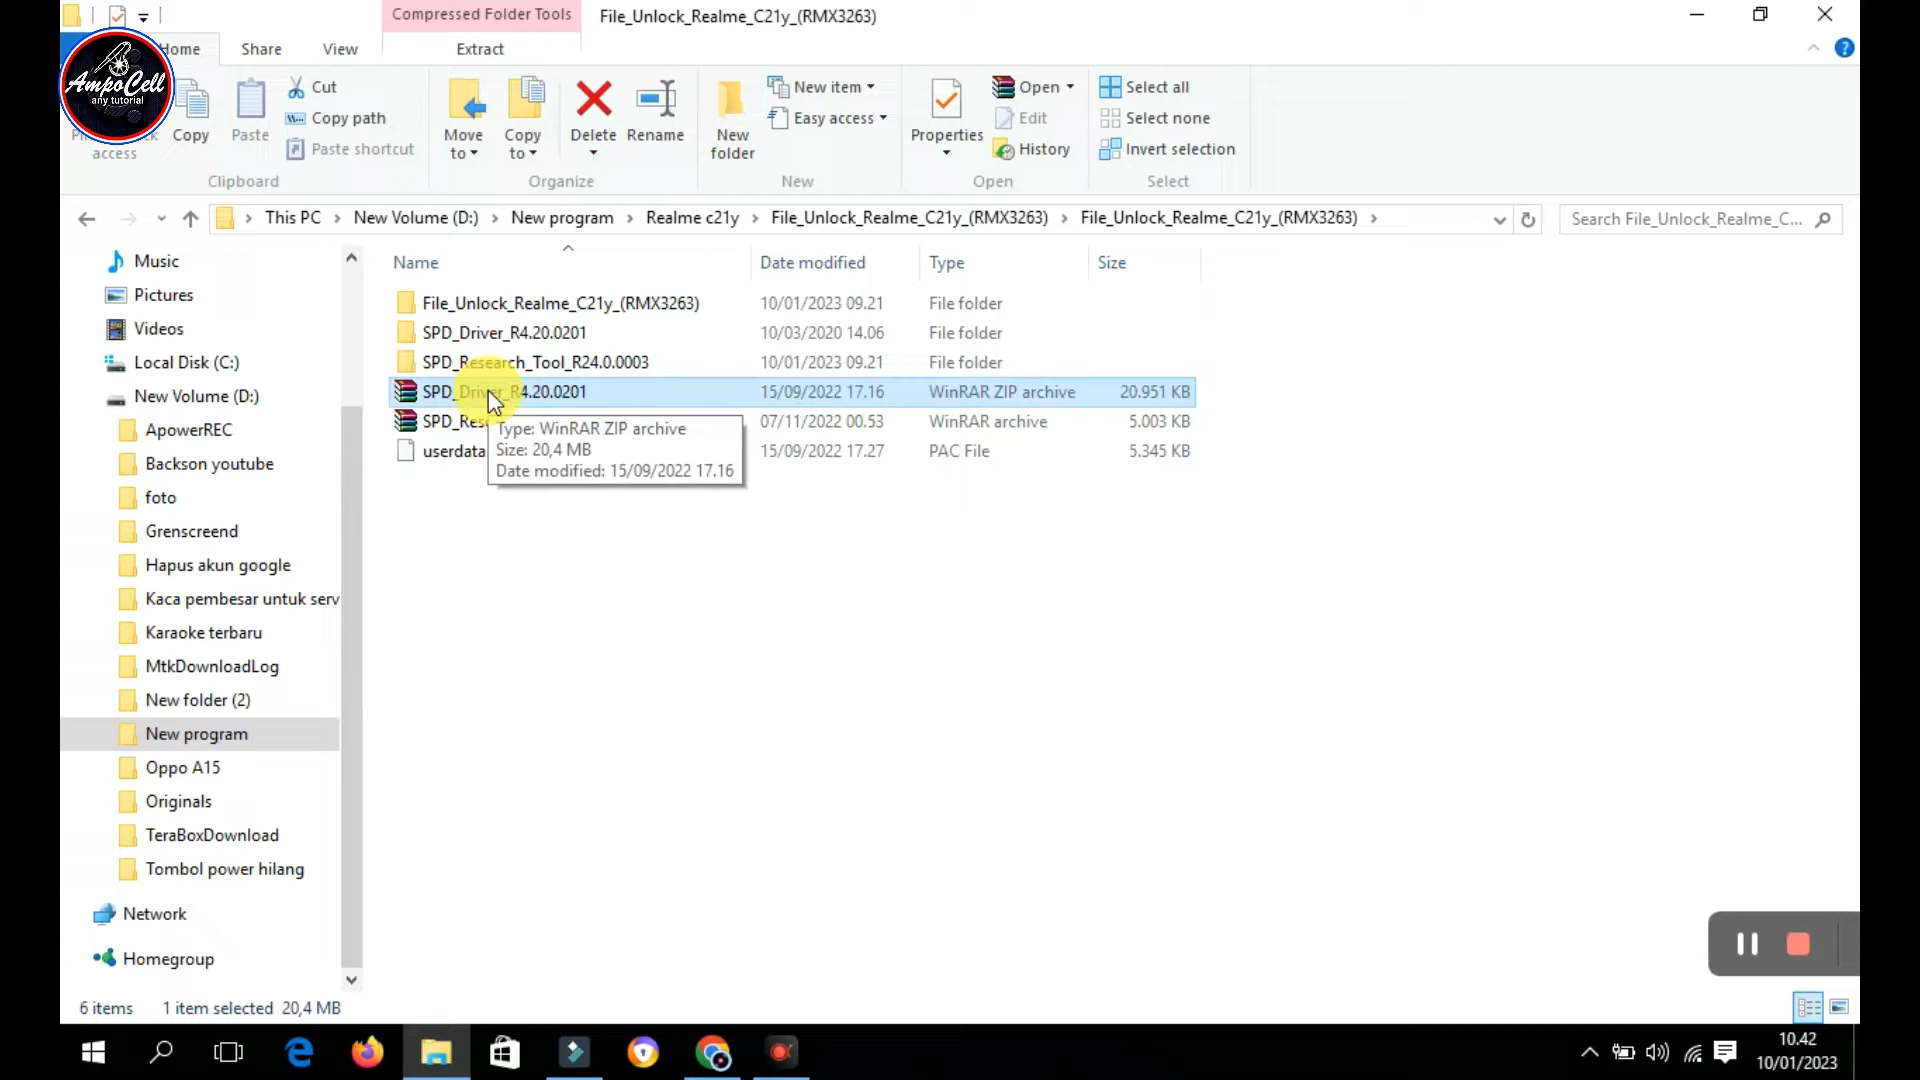 Compressed Folder Tools
File_Unlock_Realme_C21y_(RMX3263)
Home
Share
View
Extract
AmpoCell
any tutorial
access
Copy
Paste
Cut
Copy path
Paste shortcut
Clipboard
Move to
Copy to
Delete
Rename
Organize
New folder
New item
Easy access
New
Properties
Open
Edit
History
Open
Select all
Select none
Invert selection
Select
This PC > New Volume (D:) > New program > Realme c21y > File_Unlock_Realme_C21y_(RMX3263) > File_Unlock_Realme_C21y_(RMX3263) >
Search File_Unlock_Realme_C...
Name Date modified Type Size
File_Unlock_Realme_C21y_(RMX3263) 10/01/2023 09.21 File folder
SPD_Driver_R4.20.0201 10/03/2020 14.06 File folder
SPD_Research_Tool_R24.0.0003 10/01/2023 09.21 File folder
SPD_Driver_R4.20.0201 15/09/2022 17.16 WinRAR ZIP archive 20.951 KB
SPD_Res 07/11/2022 00.53 WinRAR archive 5.003 KB
userdata 15/09/2022 17.27 PAC File 5.345 KB
Type: WinRAR ZIP archive
Size: 20,4 MB
Date modified: 15/09/2022 17.16
Music
Pictures
Videos
Local Disk (C:)
New Volume (D:)
ApowerREC
Backson youtube
foto
Grenscreend
Hapus akun google
Kaca pembesar untuk serv
Karaoke terbaru
MtkDownloadLog
New folder (2)
New program
Oppo A15
Originals
TeraBoxDownload
Tombol power hilang
Network
Homegroup
6 items 1 item selected 20,4 MB
10.42
10/01/2023